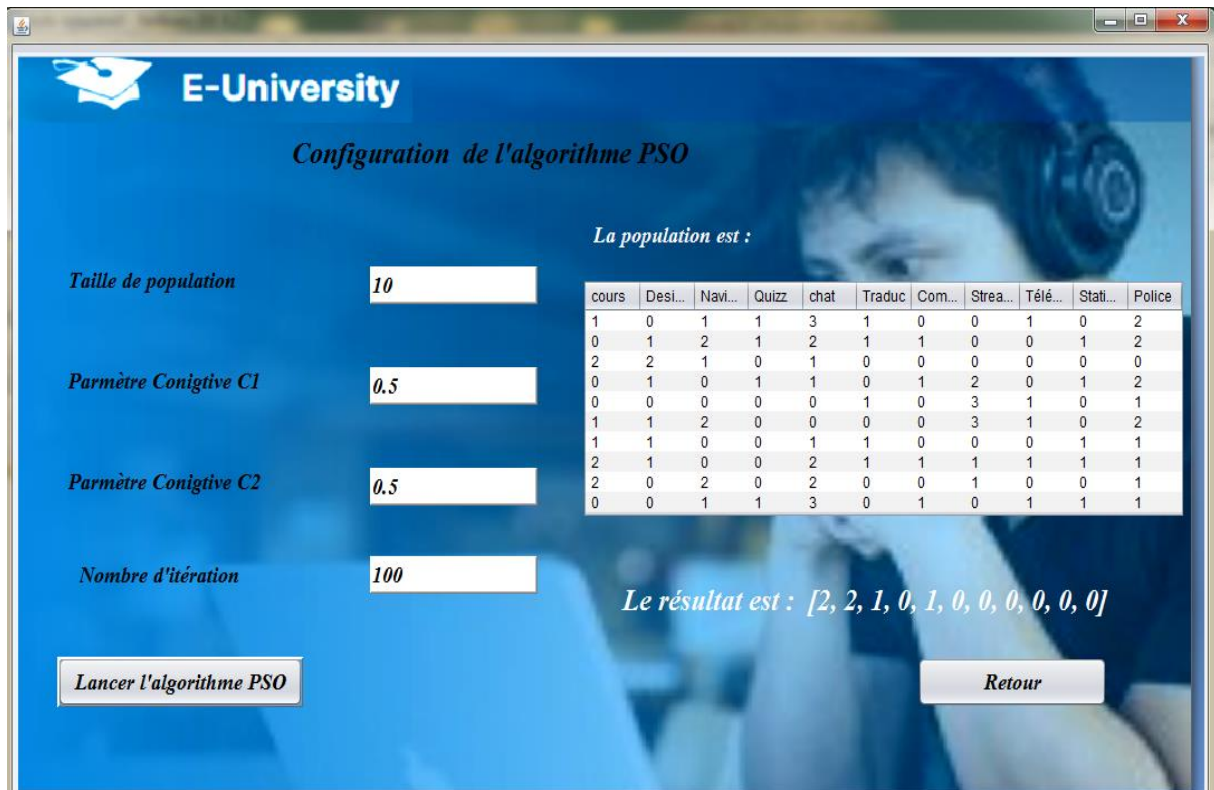 E-University
Configuration de l'algorithme PSO
La population est :
Taille de population 10
Parmètre Conigtive C1 0.5
Parmètre Conigtive C2 0.5
Nombre d'itération 100
cours Desi... Navi... Quizz chat Traduc Com... Strea... Télé... Stati... Police
1 0 1 1 3 1 0 0 1 0 2
0 1 2 1 2 1 1 0 0 1 2
2 2 1 0 1 0 0 0 0 0 0
0 1 0 1 1 0 1 2 0 1 2
0 0 0 0 0 1 0 3 1 0 1
1 1 2 0 0 0 0 3 1 0 2
1 1 0 0 1 1 0 0 0 1 1
2 1 0 0 2 1 1 1 1 1 1
2 0 2 0 2 0 0 1 0 0 1
0 0 1 1 3 0 1 0 1 1 1
Le résultat est : [2, 2, 1, 0, 1, 0, 0, 0, 0, 0, 0]
Lancer l'algorithme PSO
Retour